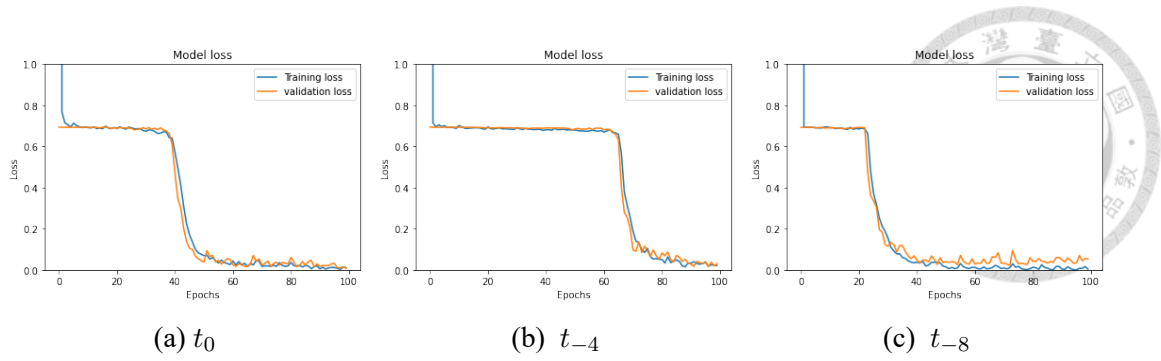 Model loss
1.0
0.8
0.6
0.4
0.2
0.0
Loss
0 20 40 60 80 100
Epochs
Training loss
validation loss
(a) t₀
Model loss
1.0
0.8
0.6
0.4
0.2
0.0
Loss
0 20 40 60 80 100
Epochs
Training loss
validation loss
(b) t₋₄
Model loss
1.0
0.8
0.6
0.4
0.2
0.0
Loss
0 20 40 60 80 100
Epochs
Training loss
validation loss
(c) t₋₈
灣 臺
敦
品